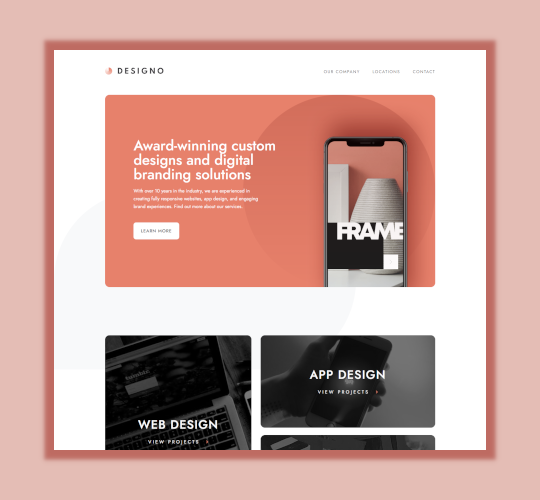 DESIGNO
OUR COMPANY LOCATIONS CONTACT
Award-winning custom
designs and digital
branding solutions
With over 10 years in the industry, we are experienced in
creating fully responsive websites, app design, and engaging
brand experiences. Find out more about our services.
LEARN MORE
FRAME
APP DESIGN
VIEW PROJECTS
WEB DESIGN
VIEW PROJECTS